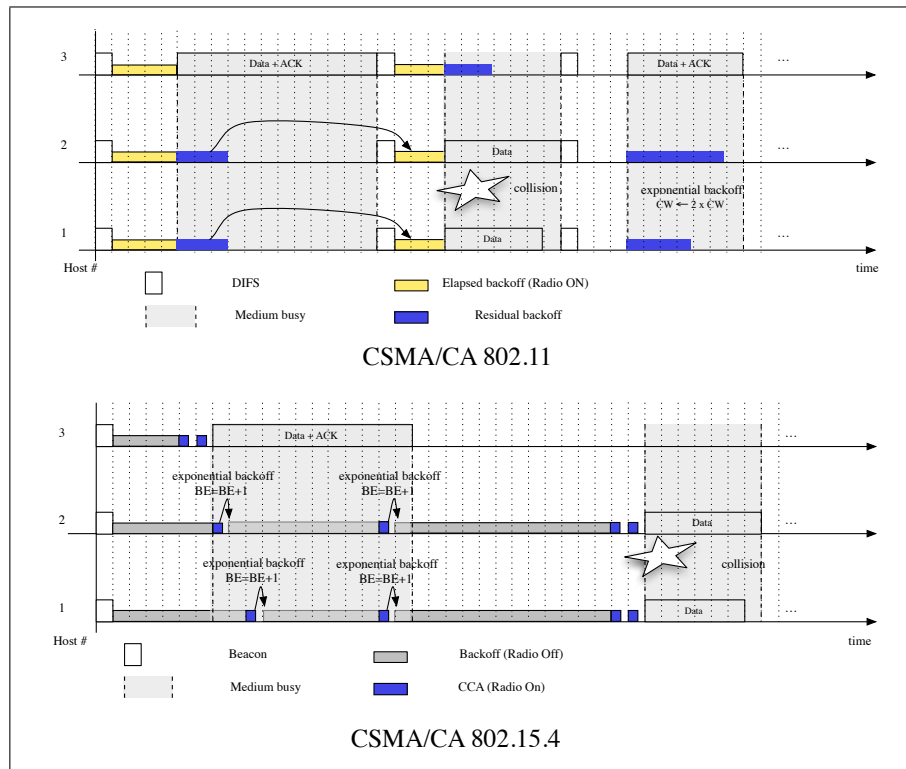 3
Data + ACK
Data + ACK
...
2
Data
...
collision
exponential backoff
CW ← 2 x CW
1
Data
...
Host #
time
DIFS
Elapsed backoff (Radio ON)
Medium busy
Residual backoff
CSMA/CA 802.11
3
Data + ACK
...
exponential backoff
BE=BE+1
exponential backoff
BE=BE+1
2
Data
...
exponential backoff
BE=BE+1
exponential backoff
BE=BE+1
collision
1
Data
...
Host #
time
Beacon
Backoff (Radio Off)
Medium busy
CCA (Radio On)
CSMA/CA 802.15.4